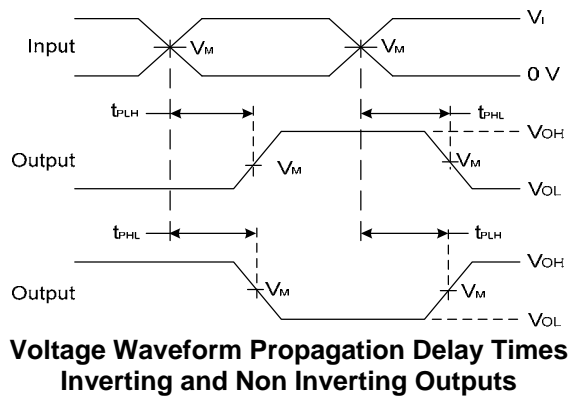 Vı
Input
VM
VM
0 V
tPLH
tPHL
VOH
Output
VM
VM
VOL
tPHL
tPLH
VOH
Output
VM
VM
VOL
Voltage Waveform Propagation Delay Times
Inverting and Non Inverting Outputs